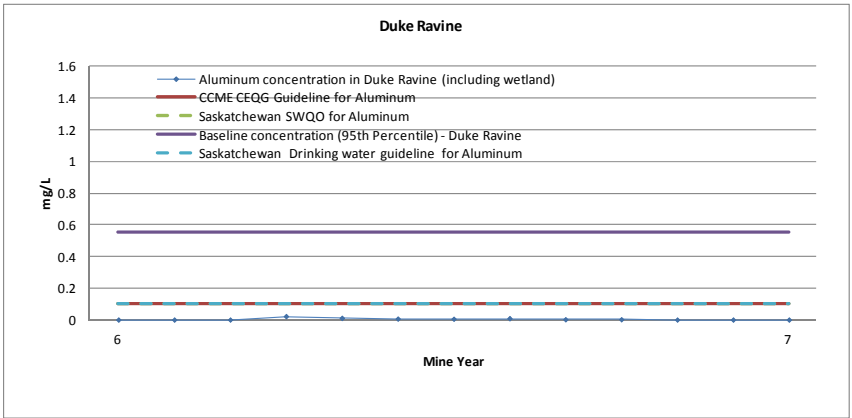 Duke Ravine
1.6
1.4
1.2
1
0.8
0.6
0.4
0.2
0
mg/L
Aluminum concentration in Duke Ravine (including wetland)
CCME CEQG Guideline for Aluminum
Saskatchewan SWQO for Aluminum
Baseline concentration (95th Percentile) - Duke Ravine
Saskatchewan Drinking water guideline for Aluminum
6
7
Mine Year